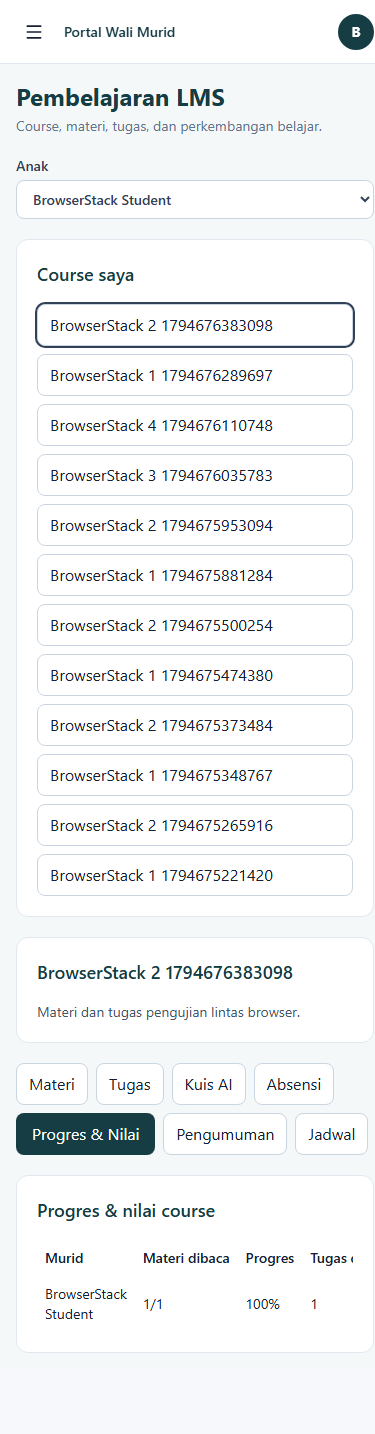 Portal Wali Murid
B
Pembelajaran LMS
Course, materi, tugas, dan perkembangan belajar.
Anak
BrowserStack Student
Course saya
BrowserStack 2 1794676383098
BrowserStack 1 1794676289697
BrowserStack 4 1794676110748
BrowserStack 3 1794676035783
BrowserStack 2 1794675953094
BrowserStack 1 1794675881284
BrowserStack 2 1794675500254
BrowserStack 1 1794675474380
BrowserStack 2 1794675373484
BrowserStack 1 1794675348767
BrowserStack 2 1794675265916
BrowserStack 1 1794675221420
BrowserStack 2 1794676383098
Materi dan tugas pengujian lintas browser.
Materi Tugas Kuis AI Absensi
Progres & Nilai Pengumuman Jadwal
Progres & nilai course
Murid Materi dibaca Progres Tugas
BrowserStack Student 1/1 100% 1